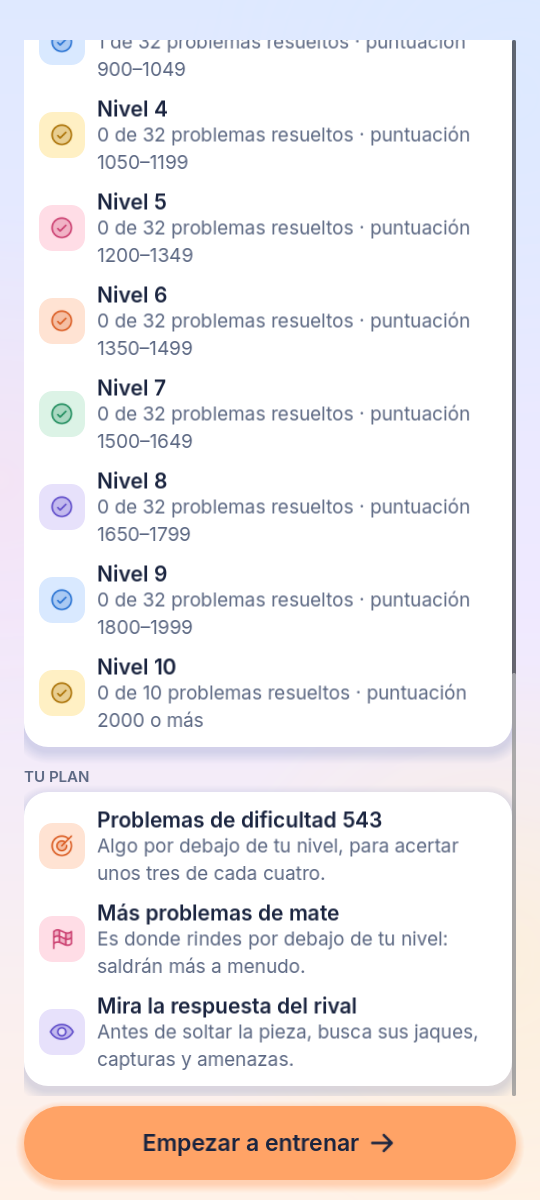 1 de 32 problemas resueltos · puntuación
900–1049
Nivel 4
0 de 32 problemas resueltos · puntuación
1050–1199
Nivel 5
0 de 32 problemas resueltos · puntuación
1200–1349
Nivel 6
0 de 32 problemas resueltos · puntuación
1350–1499
Nivel 7
0 de 32 problemas resueltos · puntuación
1500–1649
Nivel 8
0 de 32 problemas resueltos · puntuación
1650–1799
Nivel 9
0 de 32 problemas resueltos · puntuación
1800–1999
Nivel 10
0 de 10 problemas resueltos · puntuación
2000 o más
TU PLAN
Problemas de dificultad 543
Algo por debajo de tu nivel, para acertar
unos tres de cada cuatro.
Más problemas de mate
Es donde rindes por debajo de tu nivel:
saldrán más a menudo.
Mira la respuesta del rival
Antes de soltar la pieza, busca sus jaques,
capturas y amenazas.
Empezar a entrenar →